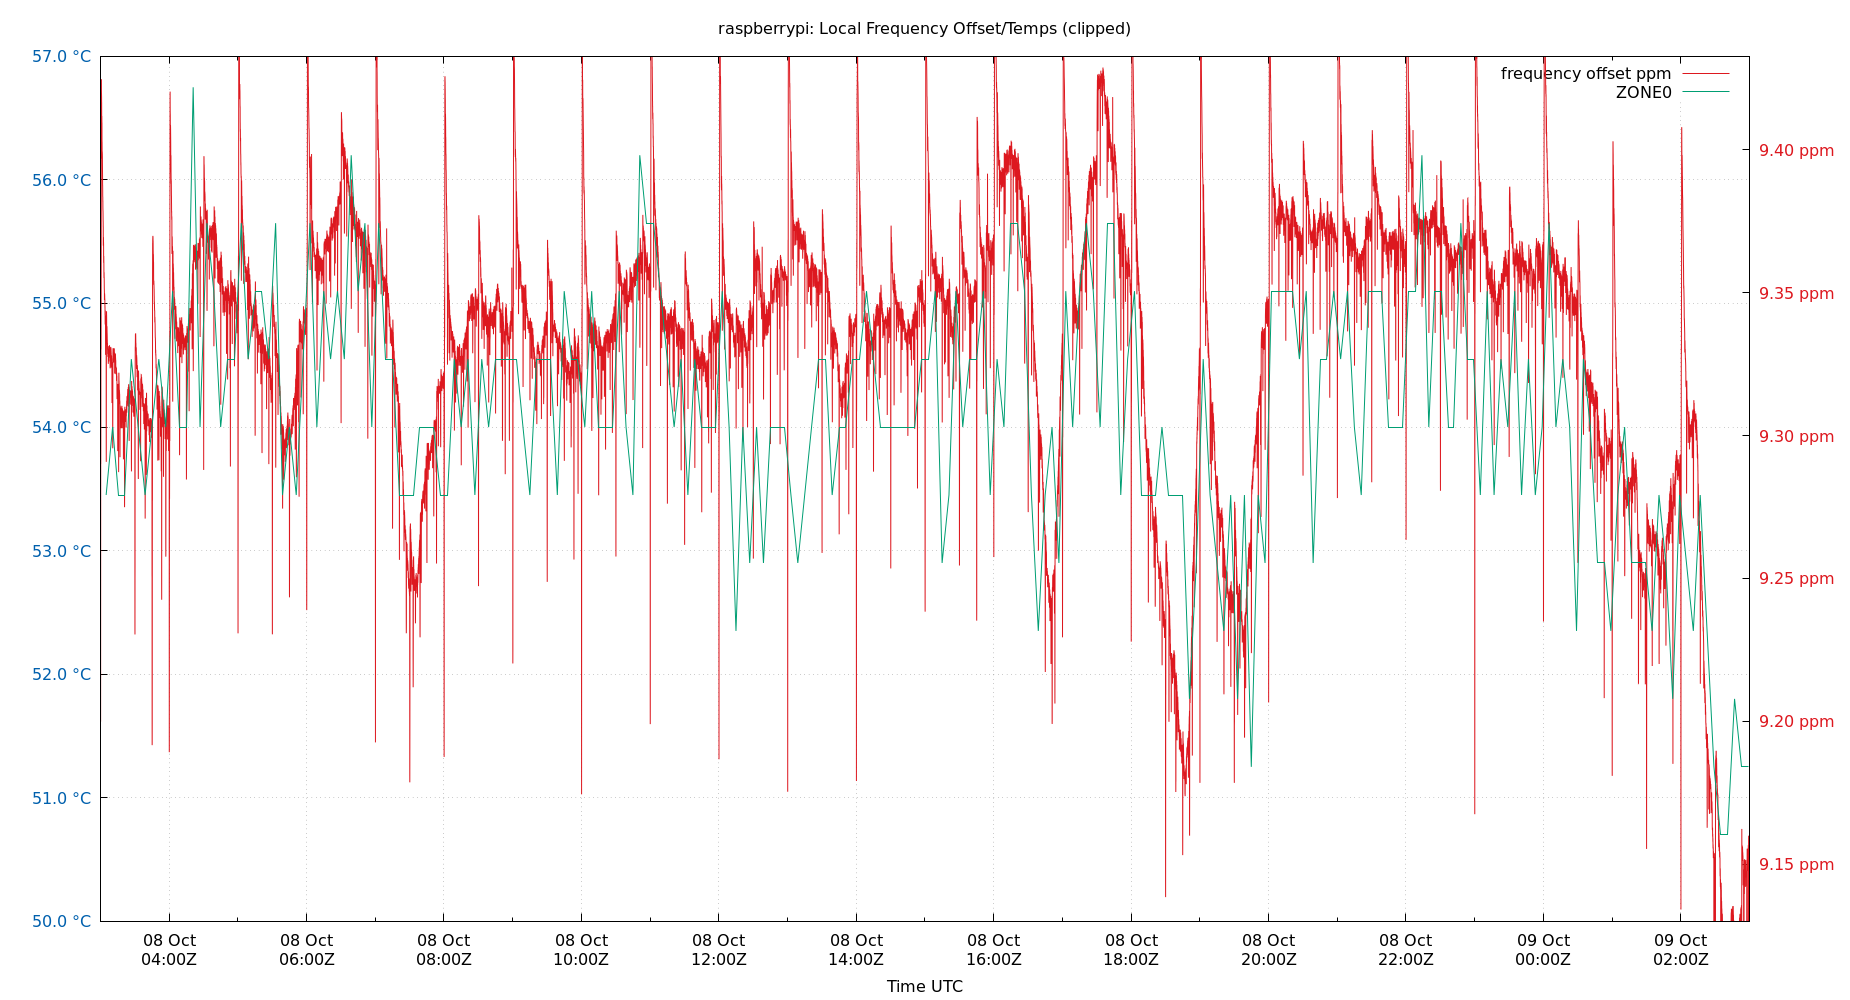 raspberrypi: Local Frequency Offset/Temps (clipped)
57.0 °C
56.0 °C
55.0 °C
54.0 °C
53.0 °C
52.0 °C
51.0 °C
50.0 °C
frequency offset ppm
ZONE0
9.40 ppm
9.35 ppm
9.30 ppm
9.25 ppm
9.20 ppm
9.15 ppm
08 Oct 08 Oct 08 Oct 08 Oct 08 Oct 08 Oct 08 Oct 08 Oct 08 Oct 08 Oct 09 Oct 09 Oct
04:00Z 06:00Z 08:00Z 10:00Z 12:00Z 14:00Z 16:00Z 18:00Z 20:00Z 22:00Z 00:00Z 02:00Z
Time UTC